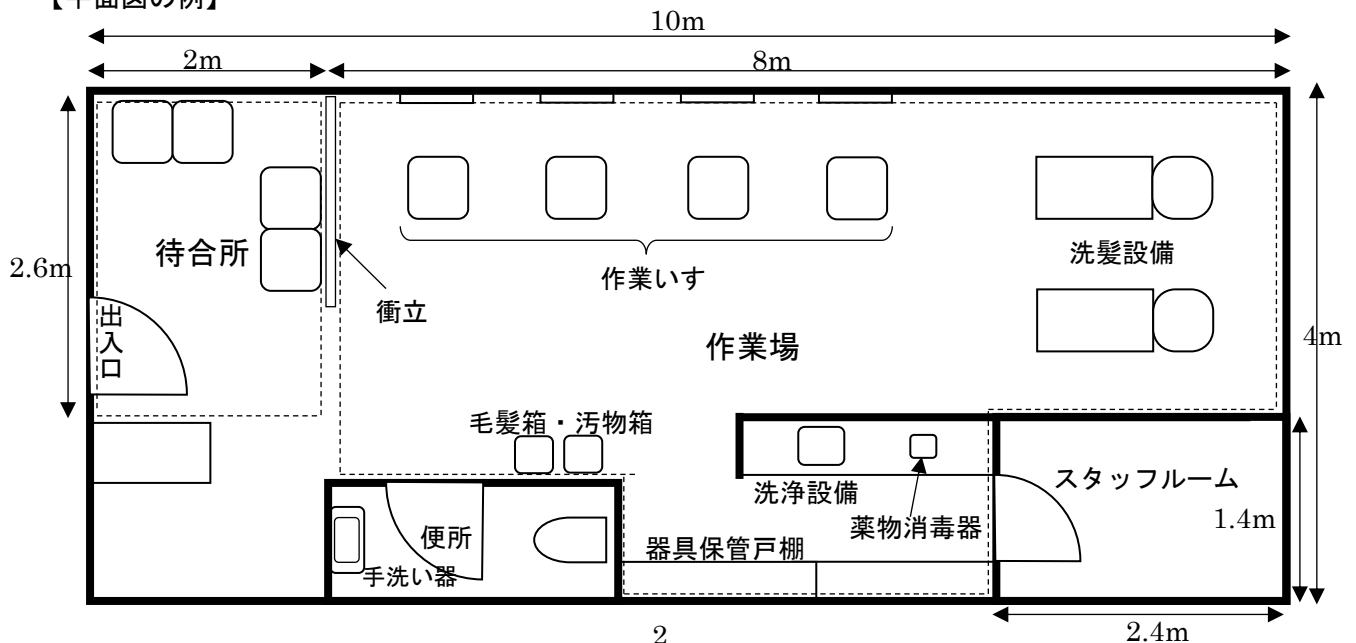 【平面図の例】
10m
2m
8m
待合所
2.6m
出入口
衝立
作業いす
洗髪設備
作業場
4m
毛髪箱・汚物箱
洗浄設備
スタッフルーム
薬物消毒器
1.4m
便所
手洗い器
器具保管戸棚
2
2.4m